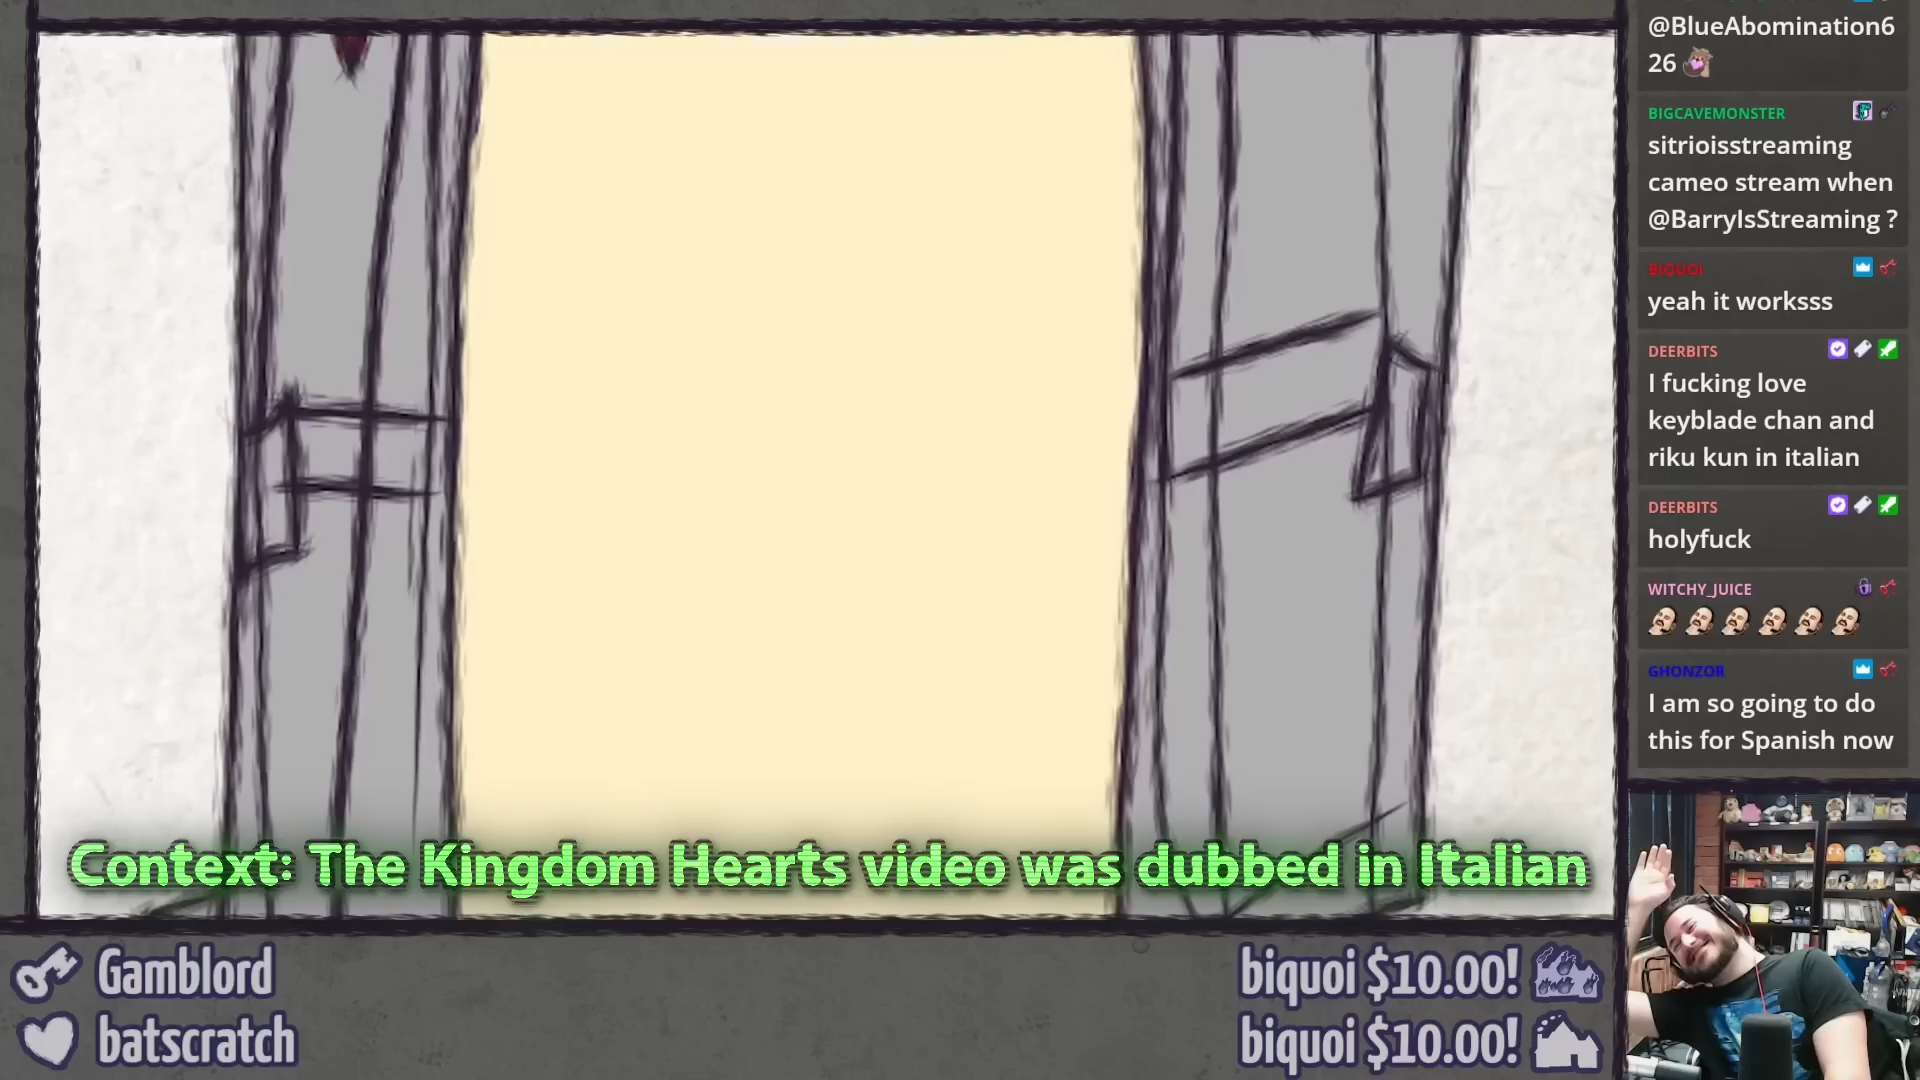 @BlueAbomination6
26
BIGCAVEMONSTER
sitrioisstreaming
cameo stream when
@BarryIsStreaming ?
BIQUOI
yeah it worksss
DEERBITS
I fucking love
keyblade chan and
riku kun in italian
DEERBITS
holyfuck
WITCHY_JUICE
GHONZOR
I am so going to do
this for Spanish now
Context: The Kingdom Hearts video was dubbed in Italian
Gamblord
batscratch
biquoi $10.00!
biquoi $10.00!